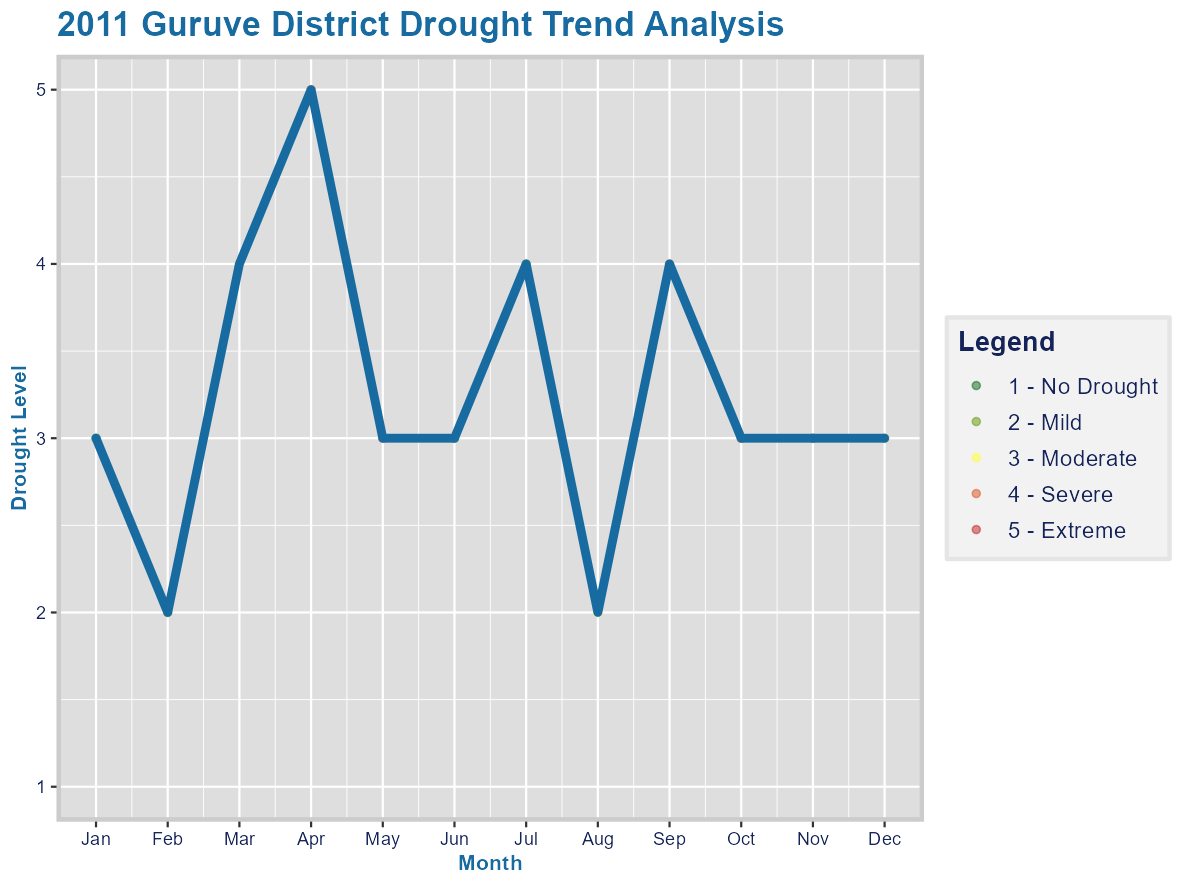 2011 Guruve District Drought Trend Analysis
5
4
3
2
1
Drought Level
Jan Feb Mar Apr May Jun Jul Aug Sep Oct Nov Dec
Month
Legend
1 - No Drought
2 - Mild
3 - Moderate
4 - Severe
5 - Extreme